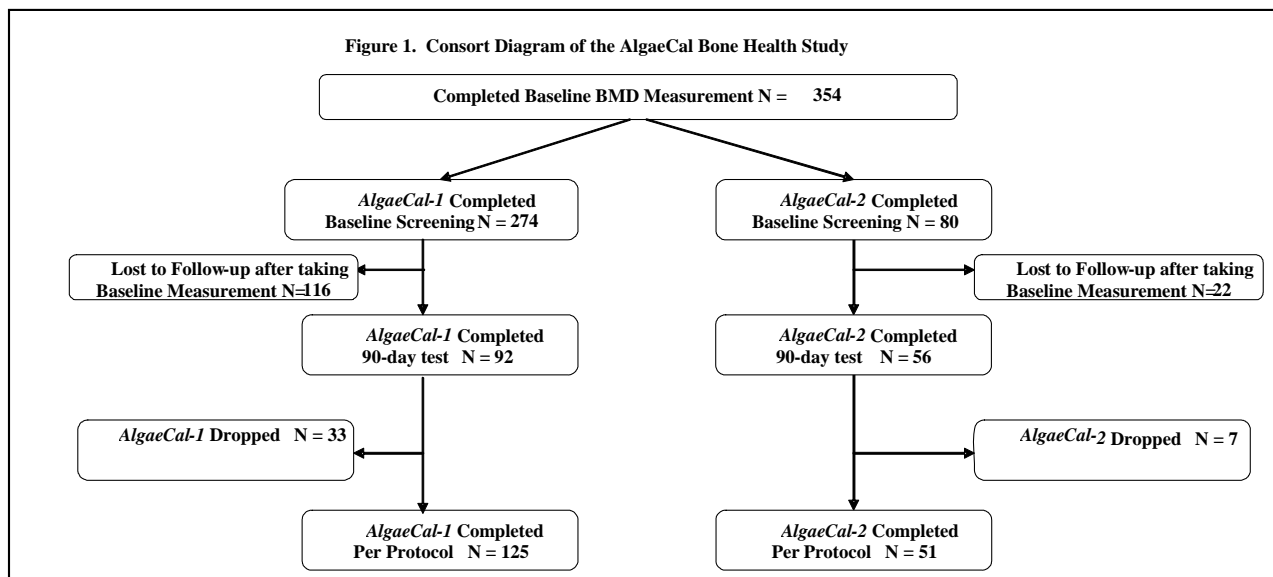 Figure 1. Consort Diagram of the AlgaeCal Bone Health Study
Completed Baseline BMD Measurement N = 354
AlgaeCal-1 Completed
Baseline Screening N = 274
AlgaeCal-2 Completed
Baseline Screening N = 80
Lost to Follow-up after taking
Baseline Measurement N=116
Lost to Follow-up after taking
Baseline Measurement N=22
AlgaeCal-1 Completed
90-day test N = 92
AlgaeCal-2 Completed
90-day test N = 56
AlgaeCal-1 Dropped N = 33
AlgaeCal-2 Dropped N = 7
AlgaeCal-1 Completed
Per Protocol N = 125
AlgaeCal-2 Completed
Per Protocol N = 51